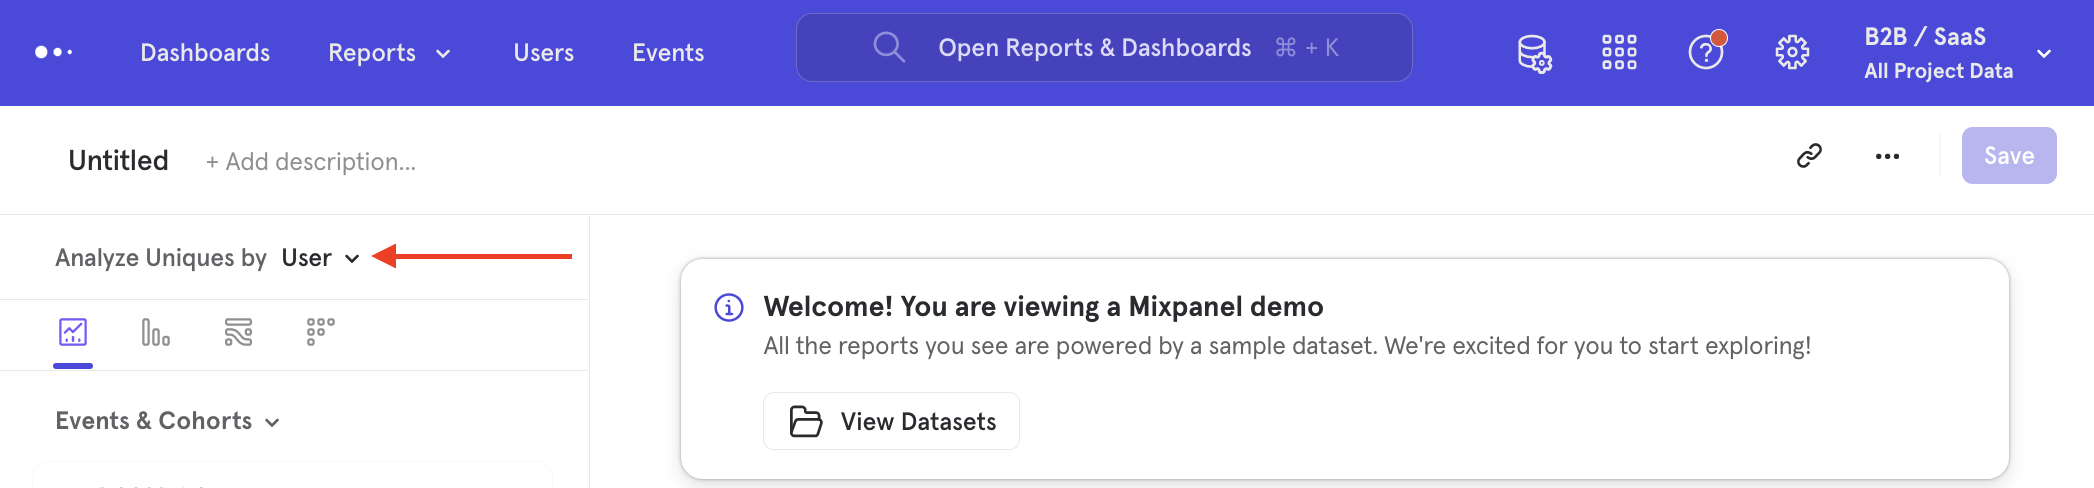 Dashboards Reports Users Events Open Reports & Dashboards ⌘ + K B2B / SaaS
All Project Data
Untitled + Add description... Save
Analyze Uniques by User
Welcome! You are viewing a Mixpanel demo
All the reports you see are powered by a sample dataset. We're excited for you to start exploring!
Events & Cohorts
View Datasets